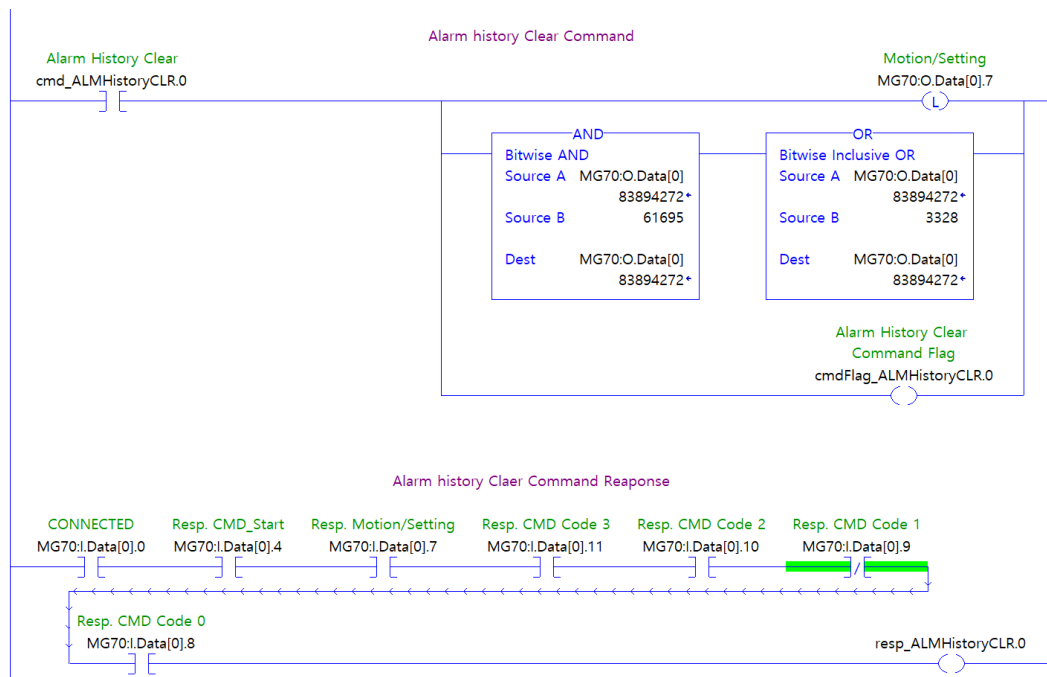 Alarm history Clear Command
Alarm History Clear
cmd_ALMHistoryCLR.0
Motion/Setting
MG70:O.Data[0].7
L
AND
Bitwise AND
Source A MG70:O.Data[0]
83894272
Source B 61695
Dest MG70:O.Data[0]
83894272
OR
Bitwise Inclusive OR
Source A MG70:O.Data[0]
83894272
Source B 3328
Dest MG70:O.Data[0]
83894272
Alarm History Clear
Command Flag
cmdFlag_ALMHistoryCLR.0
Alarm history Claer Command Reaponse
CONNECTED
MG70:I.Data[0].0
Resp. CMD_Start
MG70:I.Data[0].4
Resp. Motion/Setting
MG70:I.Data[0].7
Resp. CMD Code 3
MG70:I.Data[0].11
Resp. CMD Code 2
MG70:I.Data[0].10
Resp. CMD Code 1
MG70:I.Data[0].9
Resp. CMD Code 0
MG70:I.Data[0].8
resp_ALMHistoryCLR.0